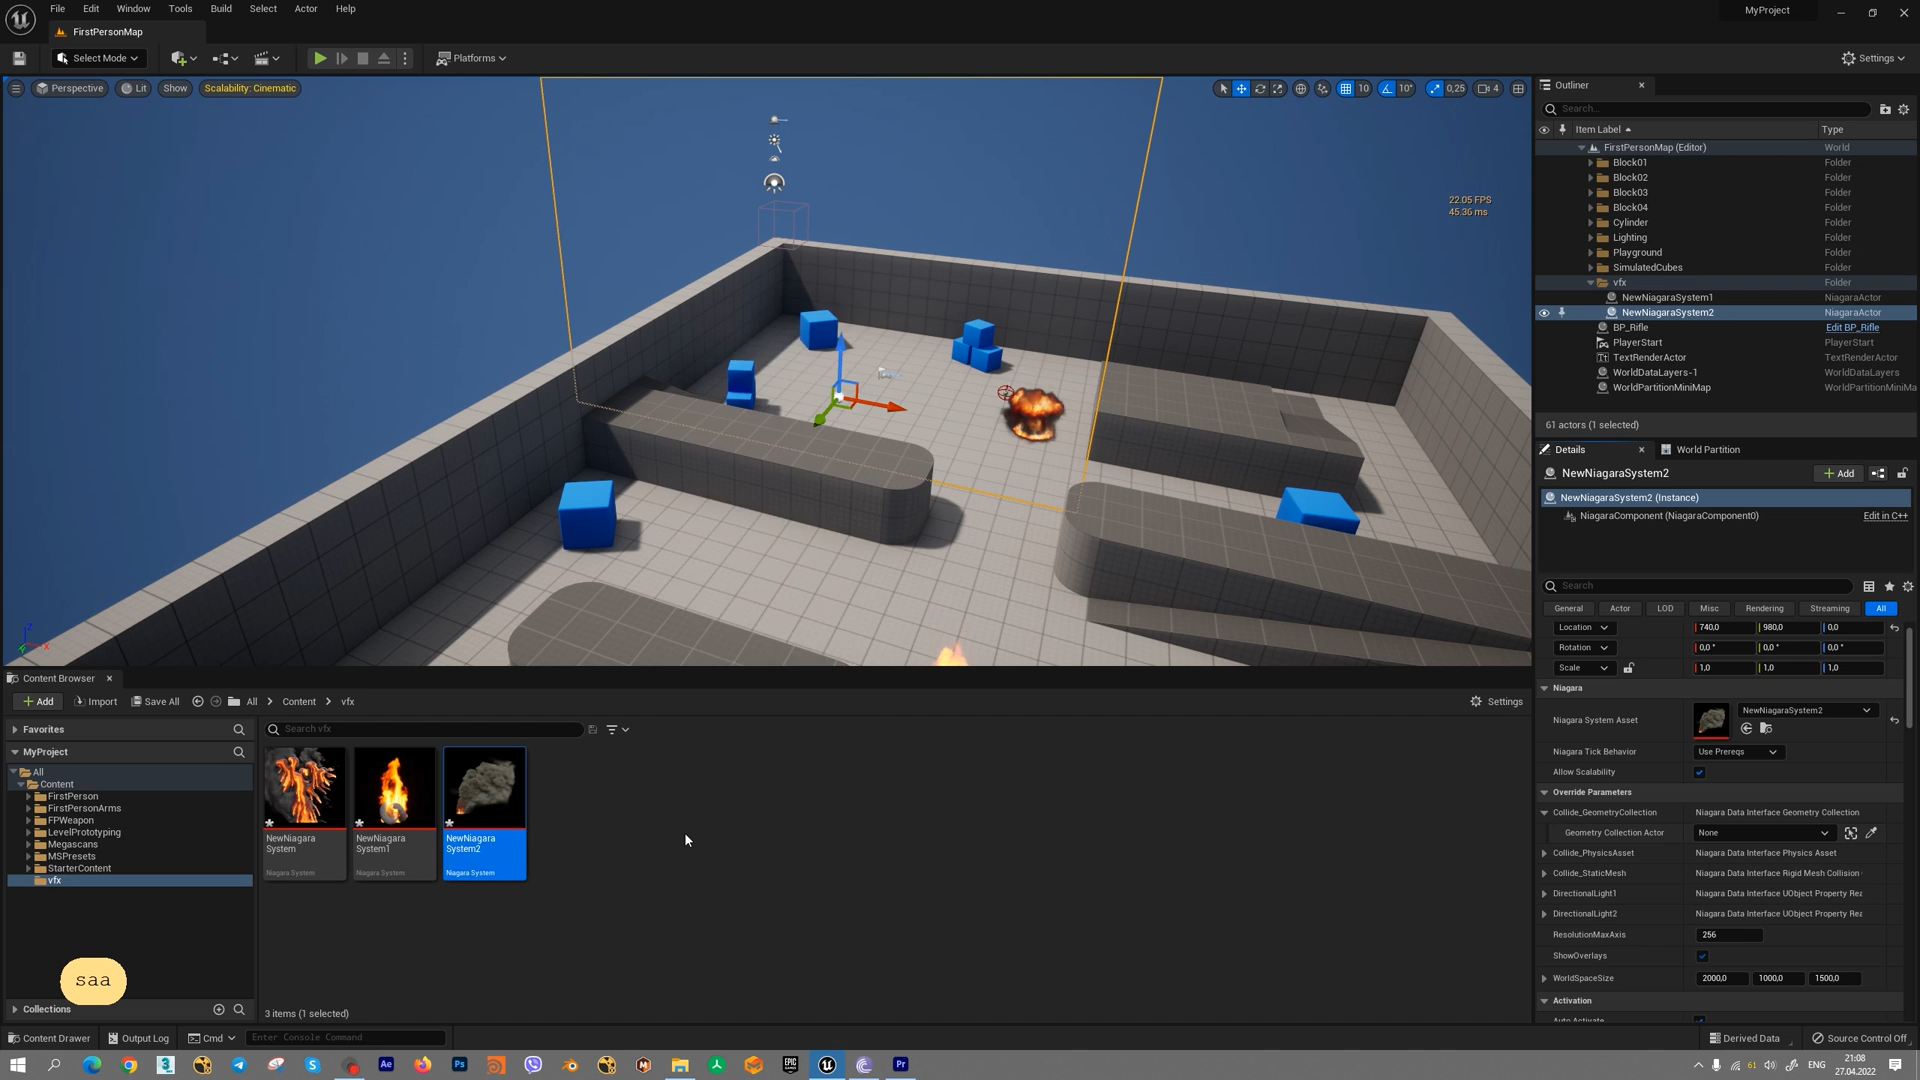 File Edit Window Tools Build Select Actor Help
MyProject
FirstPersonMap
Select Mode
Platforms
Settings
Perspective
Lit
Show
Scalability: Cinematic
10
10°
0,25
4
22.05 FPS
45.36 ms
Outliner
Search...
Item Label
Type
FirstPersonMap (Editor) World
Block01 Folder
Block02 Folder
Block03 Folder
Block04 Folder
Cylinder Folder
Lighting Folder
Playground Folder
SimulatedCubes Folder
vfx Folder
NewNiagaraSystem1 NiagaraActor
NewNiagaraSystem2 NiagaraActor
BP_Rifle Edit BP_Rifle
PlayerStart PlayerStart
TextRenderActor TextRenderActor
WorldDataLayers-1 WorldDataLayers
WorldPartitionMiniMap WorldPartitionMiniMa
61 actors (1 selected)
Details
World Partition
NewNiagaraSystem2
Add
NewNiagaraSystem2 (Instance)
NiagaraComponent (NiagaraComponent0) Edit in C++
Search
General Actor LOD Misc Rendering Streaming All
Location 740,0 980,0 0,0
Rotation 0,0 ° 0,0 ° 0,0 °
Scale 1,0 1,0 1,0
Niagara
Niagara System Asset NewNiagaraSystem2
Niagara Tick Behavior Use Prereqs
Allow Scalability
Override Parameters
Collide_GeometryCollection Niagara Data Interface Geometry Collection
Geometry Collection Actor None
Collide_PhysicsAsset Niagara Data Interface Physics Asset
Collide_StaticMesh Niagara Data Interface Rigid Mesh Collision
DirectionalLight1 Niagara Data Interface UObject Property Rea
DirectionalLight2 Niagara Data Interface UObject Property Rea
ResolutionMaxAxis 256
ShowOverlays
WorldSpaceSize 2000,0 1000,0 1500,0
Activation
Auto Activate
Content Browser
Add Import Save All All Content vfx
Settings
Favorites
Search vfx
MyProject
All
Content
FirstPerson
FirstPersonArms
FPWeapon
LevelPrototyping
Megascans
MSPresets
StarterContent
vfx
NewNiagara
System
Niagara System
NewNiagara
System1
Niagara System
NewNiagara
System2
Niagara System
saa
Collections
3 items (1 selected)
Content Drawer Output Log Cmd Enter Console Command
Derived Data Source Control Off
Ae
Ps
EPIC
GAMES
Pr
61
ENG
21:08
27.04.2022